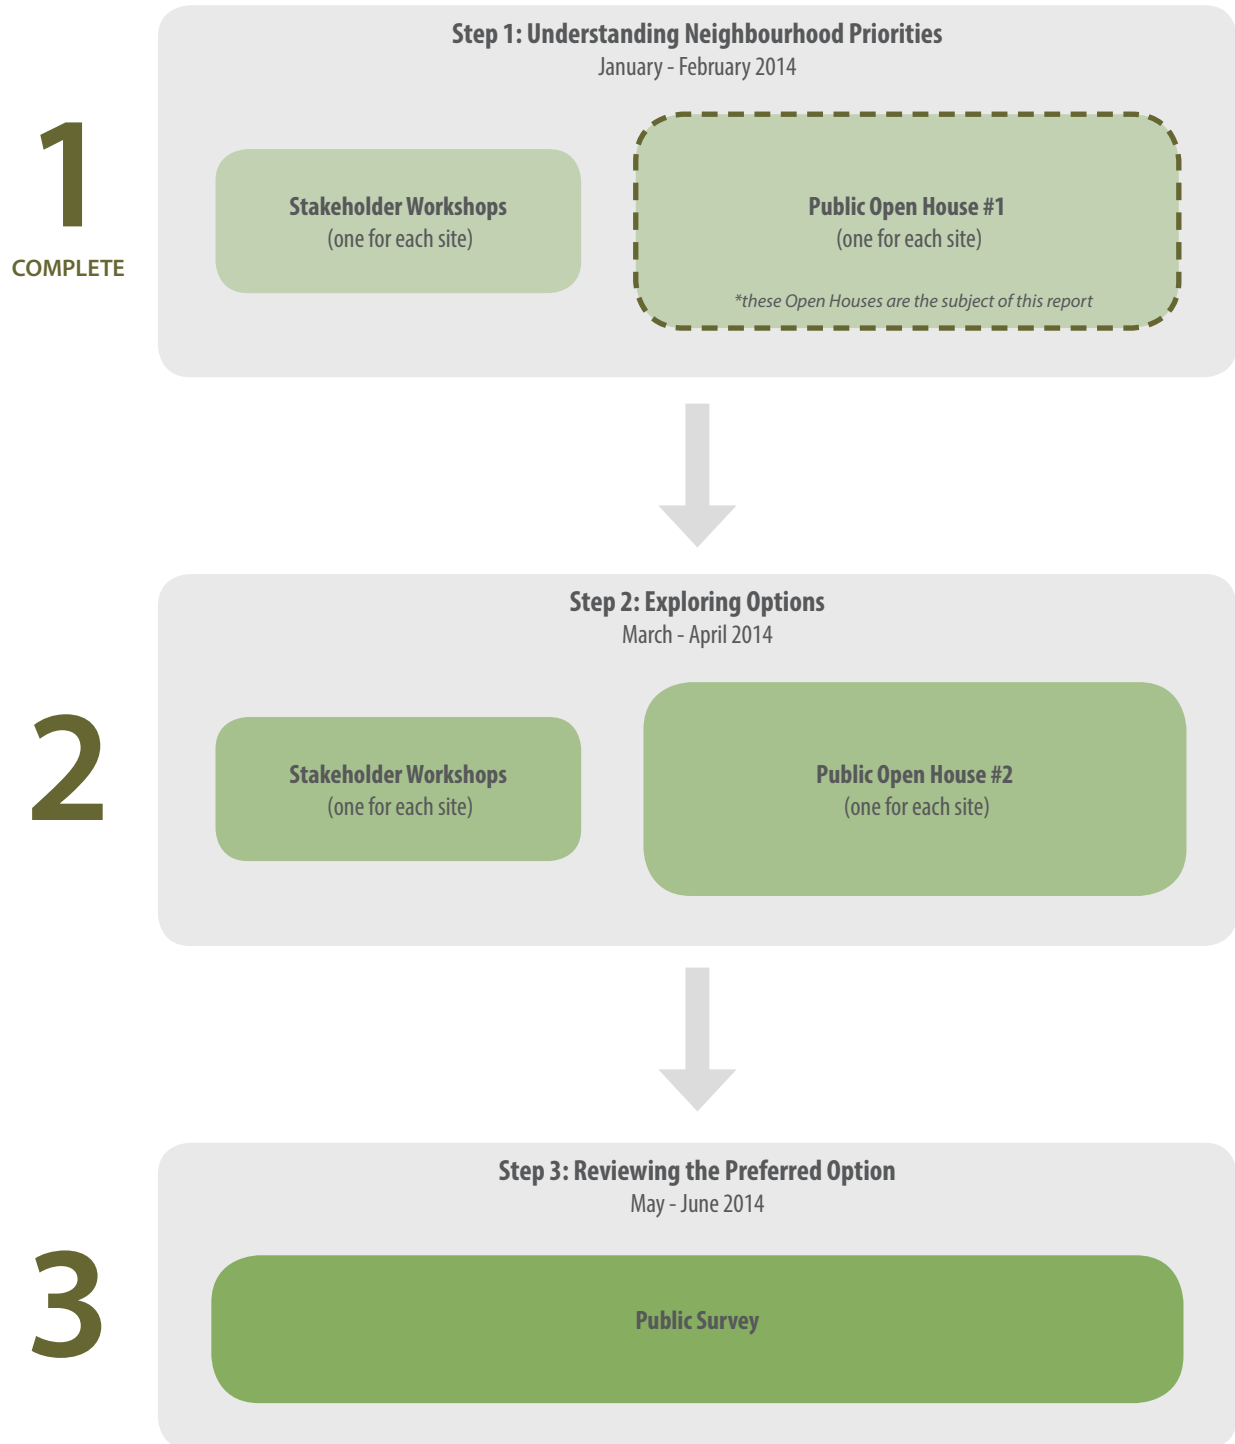 Step 1: Understanding Neighbourhood Priorities
January - February 2014
1
COMPLETE
Stakeholder Workshops
(one for each site)
Public Open House #1
(one for each site)
*these Open Houses are the subject of this report
Step 2: Exploring Options
March - April 2014
2
Stakeholder Workshops
(one for each site)
Public Open House #2
(one for each site)
Step 3: Reviewing the Preferred Option
May - June 2014
3
Public Survey